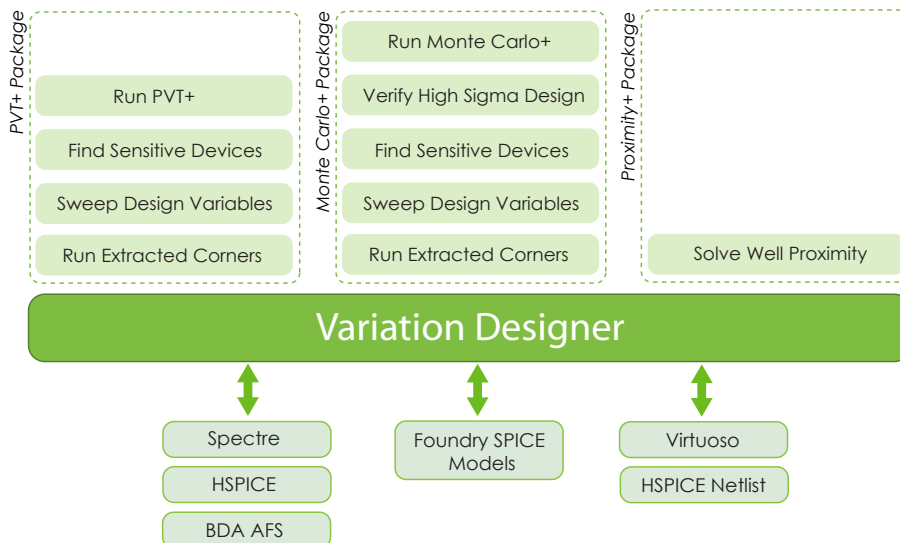 PVT+ Package
Run PVT+
Find Sensitive Devices
Sweep Design Variables
Run Extracted Corners
Monte Carlo+ Package
Run Monte Carlo+
Verify High Sigma Design
Find Sensitive Devices
Sweep Design Variables
Run Extracted Corners
Proximity+ Package
Solve Well Proximity
Variation Designer
Spectre
HSPICE
BDA AFS
Foundry SPICE
Models
Virtuoso
HSPICE Netlist